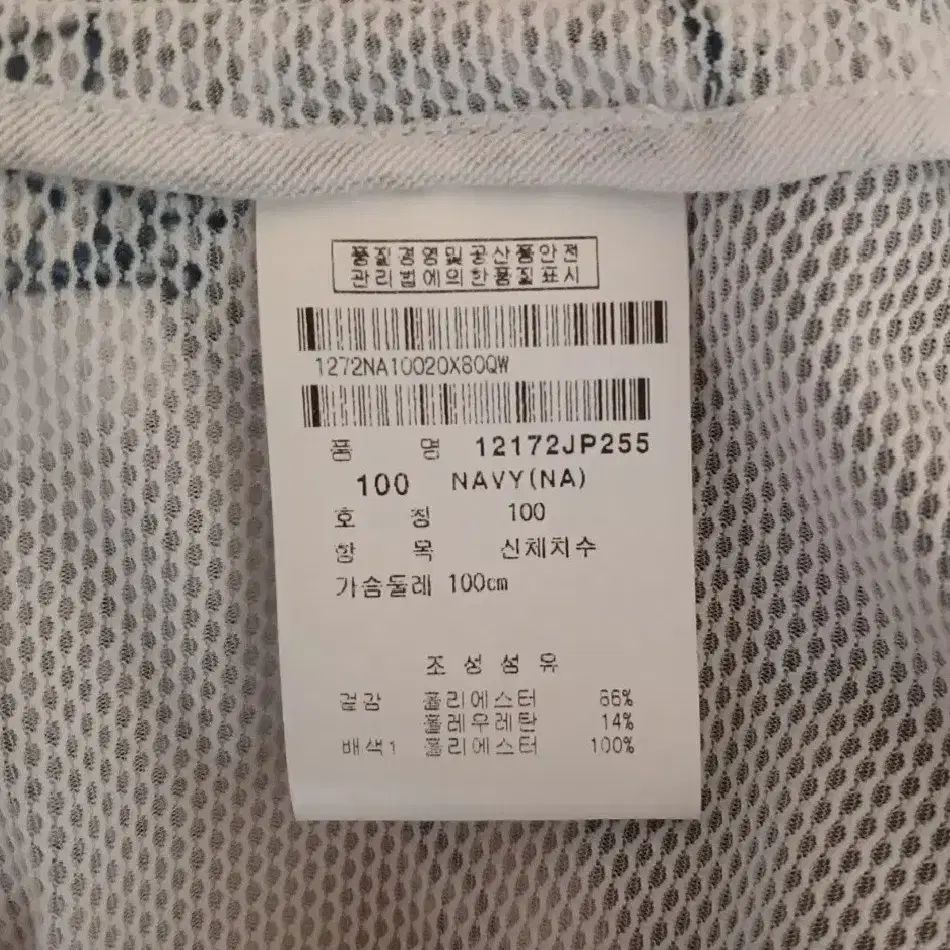 품질경영및공산품안전
관리법에의한품질표시
1272NA10020X80QW
품 명 12172JP255
100 NAVY(NA)
호 칭 100
항 목 신체치수
가슴둘레 100cm
조 성 섬 유
겉감 폴리에스터 86%
폴레우레탄 14%
배색1 폴리에스터 100%